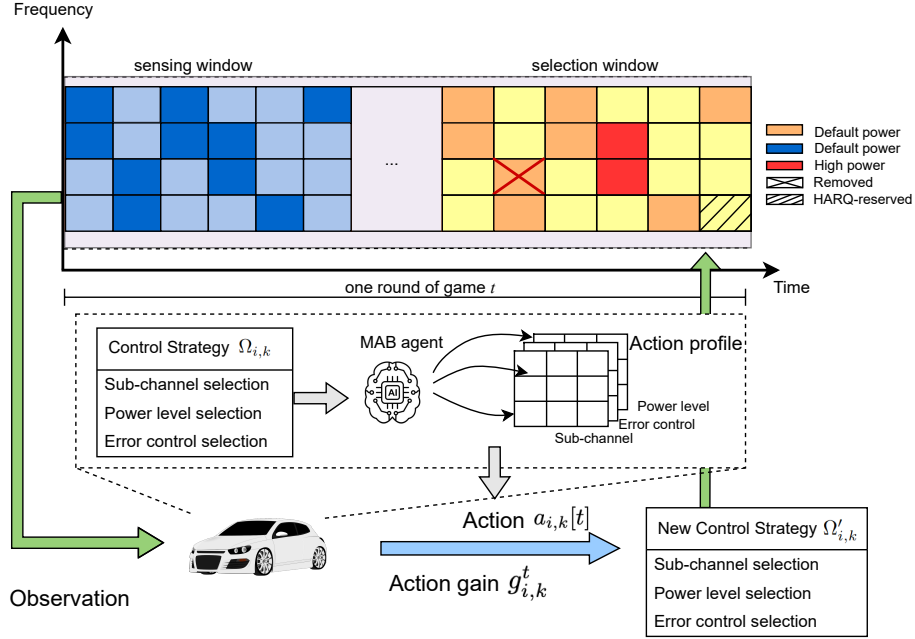 Frequency
sensing window
selection window
...
Default power
Default power
High power
Removed
HARQ-reserved
Time
one round of game t
Control Strategy Ω_{i,k}
Sub-channel selection
Power level selection
Error control selection
MAB agent
AI
Action profile
Power level
Error control
Sub-channel
Action a_{i,k}[t]
Action gain g^t_{i,k}
Observation
New Control Strategy Ω′_{i,k}
Sub-channel selection
Power level selection
Error control selection